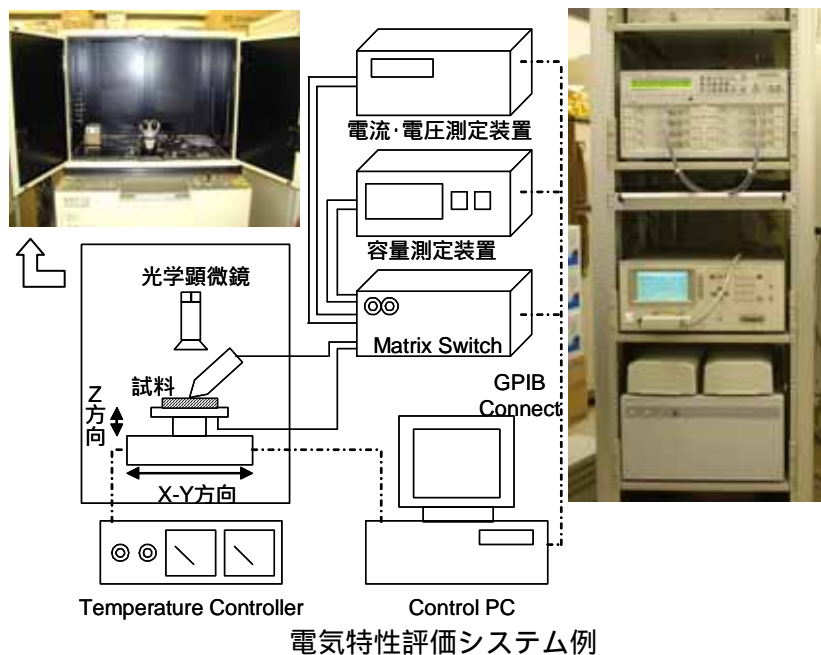 電流・電圧測定装置
容量測定装置
光学顕微鏡
Matrix Switch
試料
Z方向
GPIB
Connect
X-Y方向
Temperature Controller
Control PC
電気特性評価システム例